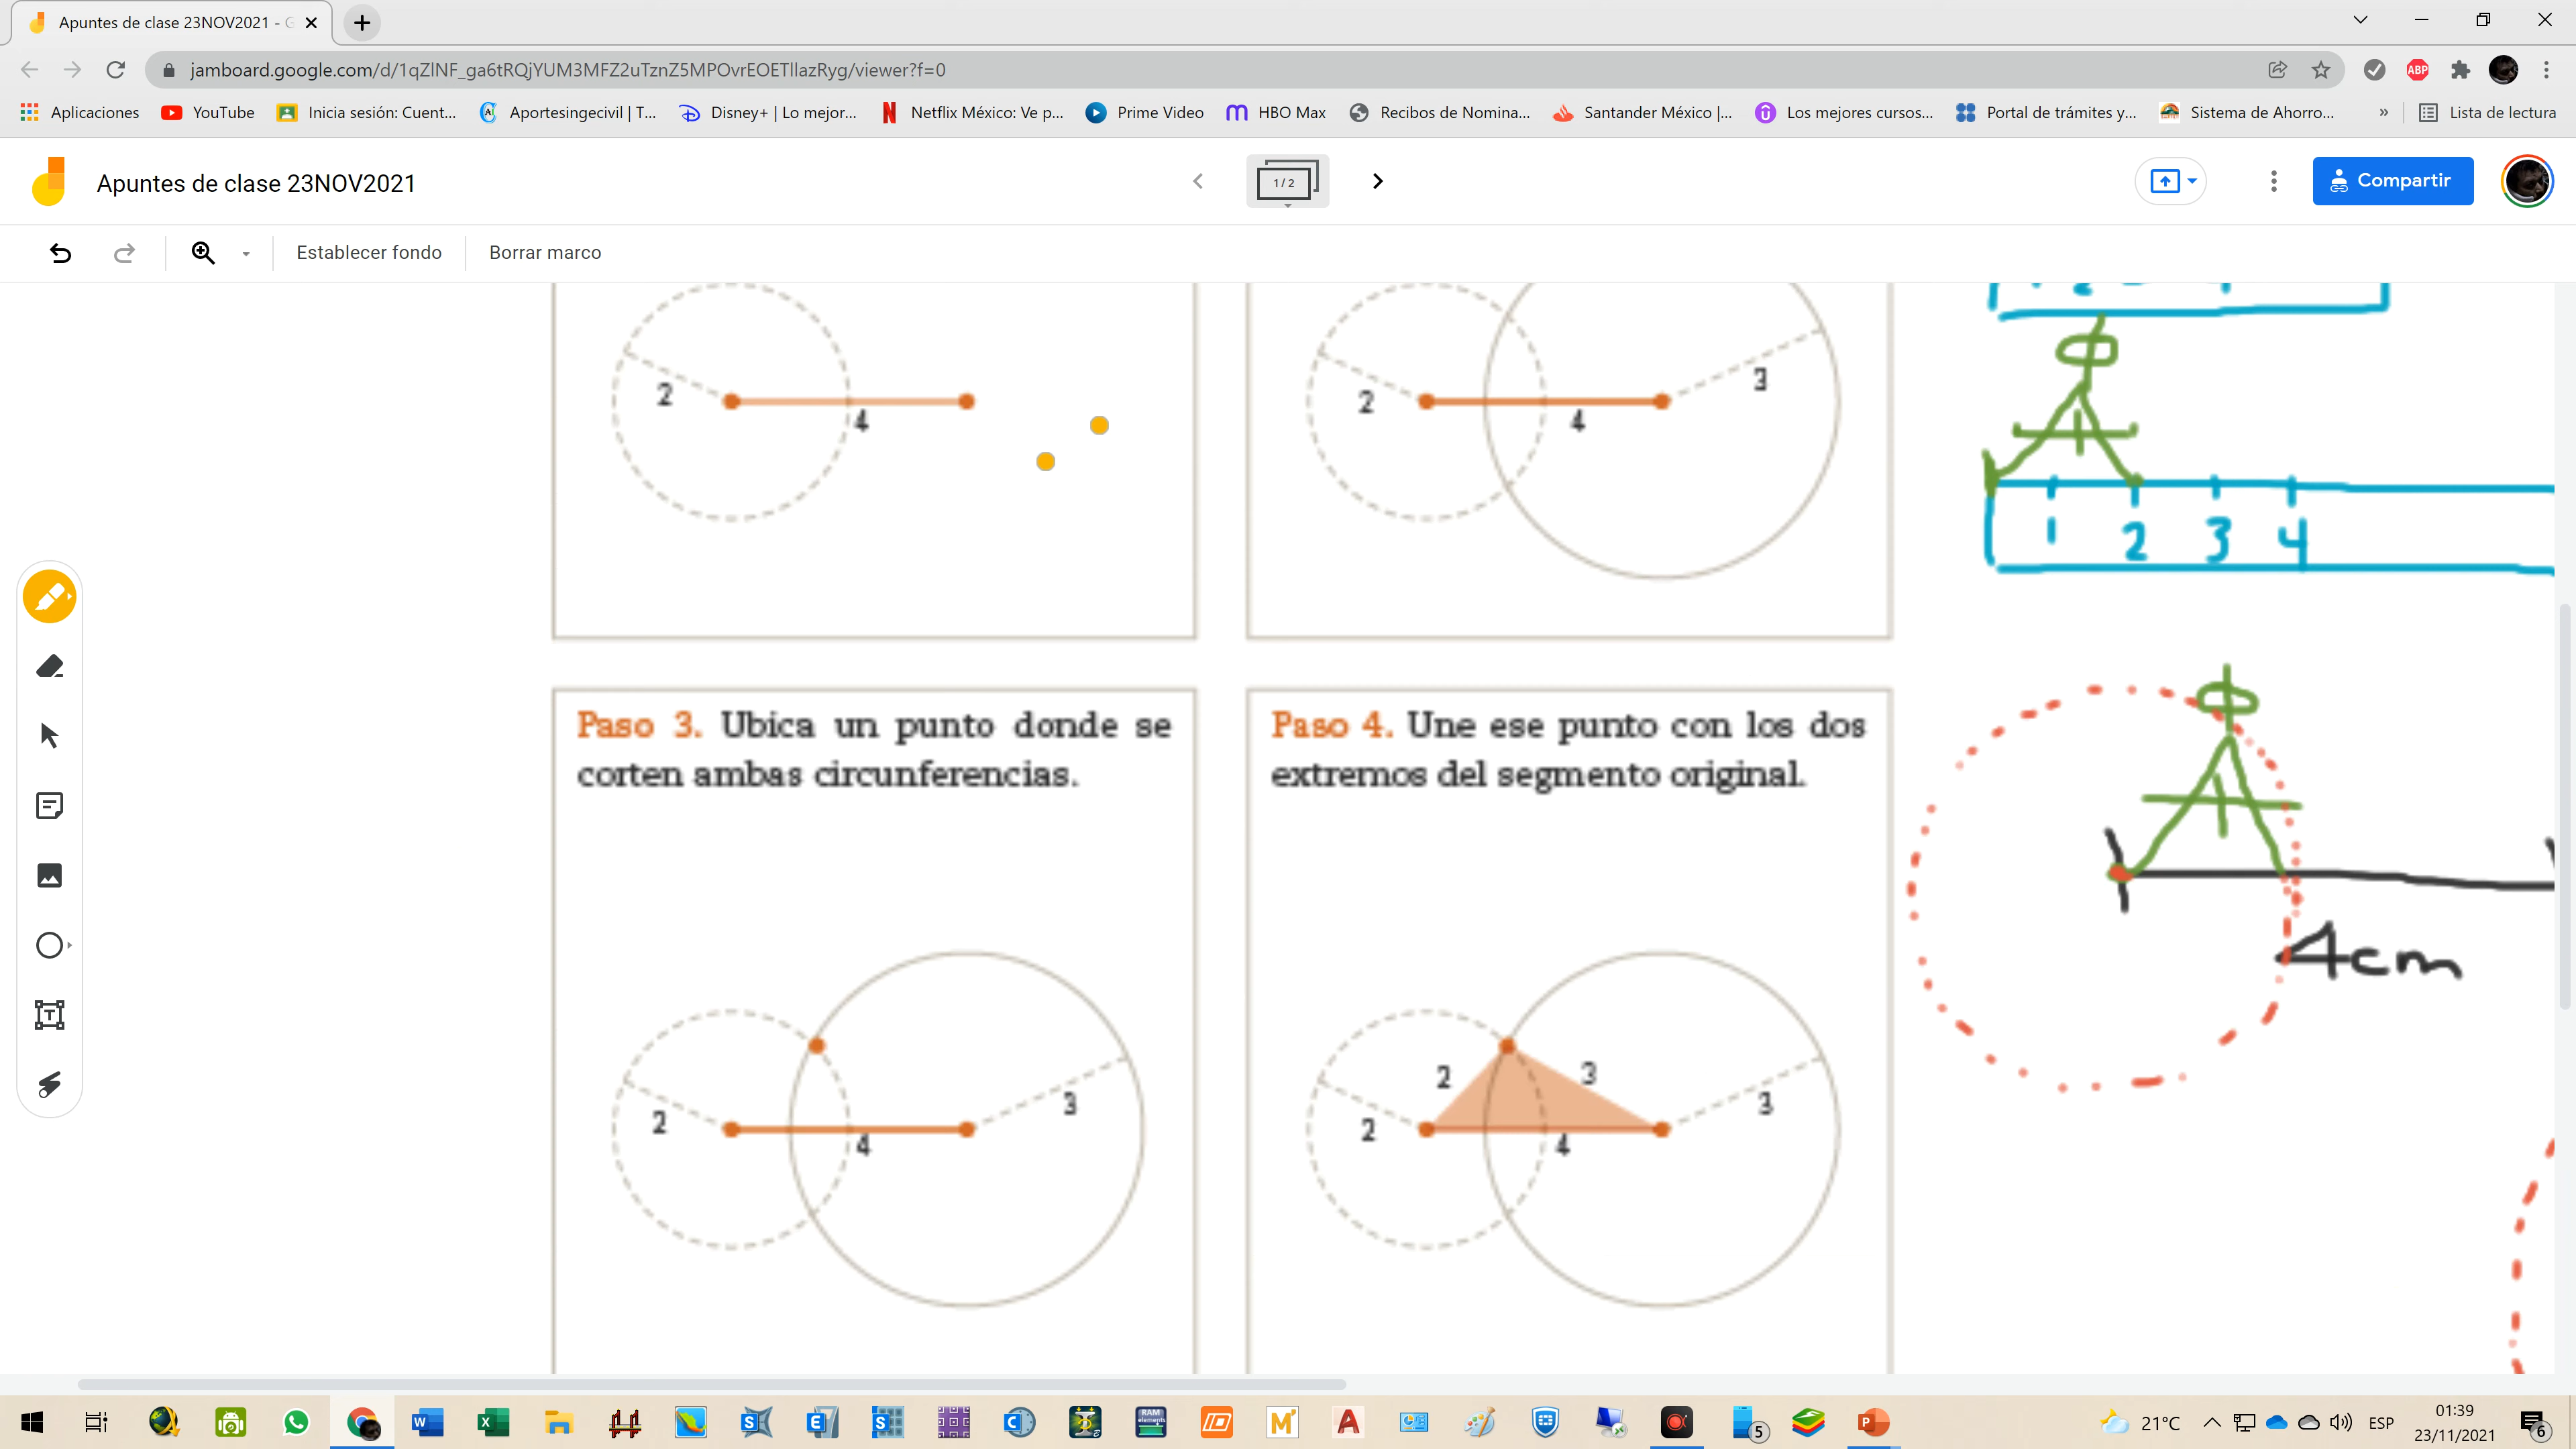 Apuntes de clase 23NOV2021 - G
jamboard.google.com/d/1qZlNF_ga6tRQjYUM3MFZ2uTznZ5MPOvrEOETllazRyg/viewer?f=0
ABP
Aplicaciones
YouTube
Inicia sesión: Cuent...
Aportesingecivil | T...
Disney+ | Lo mejor...
Netflix México: Ve p...
Prime Video
HBO Max
Recibos de Nomina...
Santander México |...
Los mejores cursos...
Portal de trámites y...
Sistema de Ahorro...
»
Lista de lectura
Apuntes de clase 23NOV2021
1 / 2
Compartir
Establecer fondo
Borrar marco
2
4
2
4
3
1 2 3 4
Paso 3. Ubica un punto donde se
corten ambas circunferencias.
2
4
3
Paso 4. Une ese punto con los dos
extremos del segmento original.
2
3
2
4
3
4cm
21°C
ESP
01:39
23/11/2021
5
6